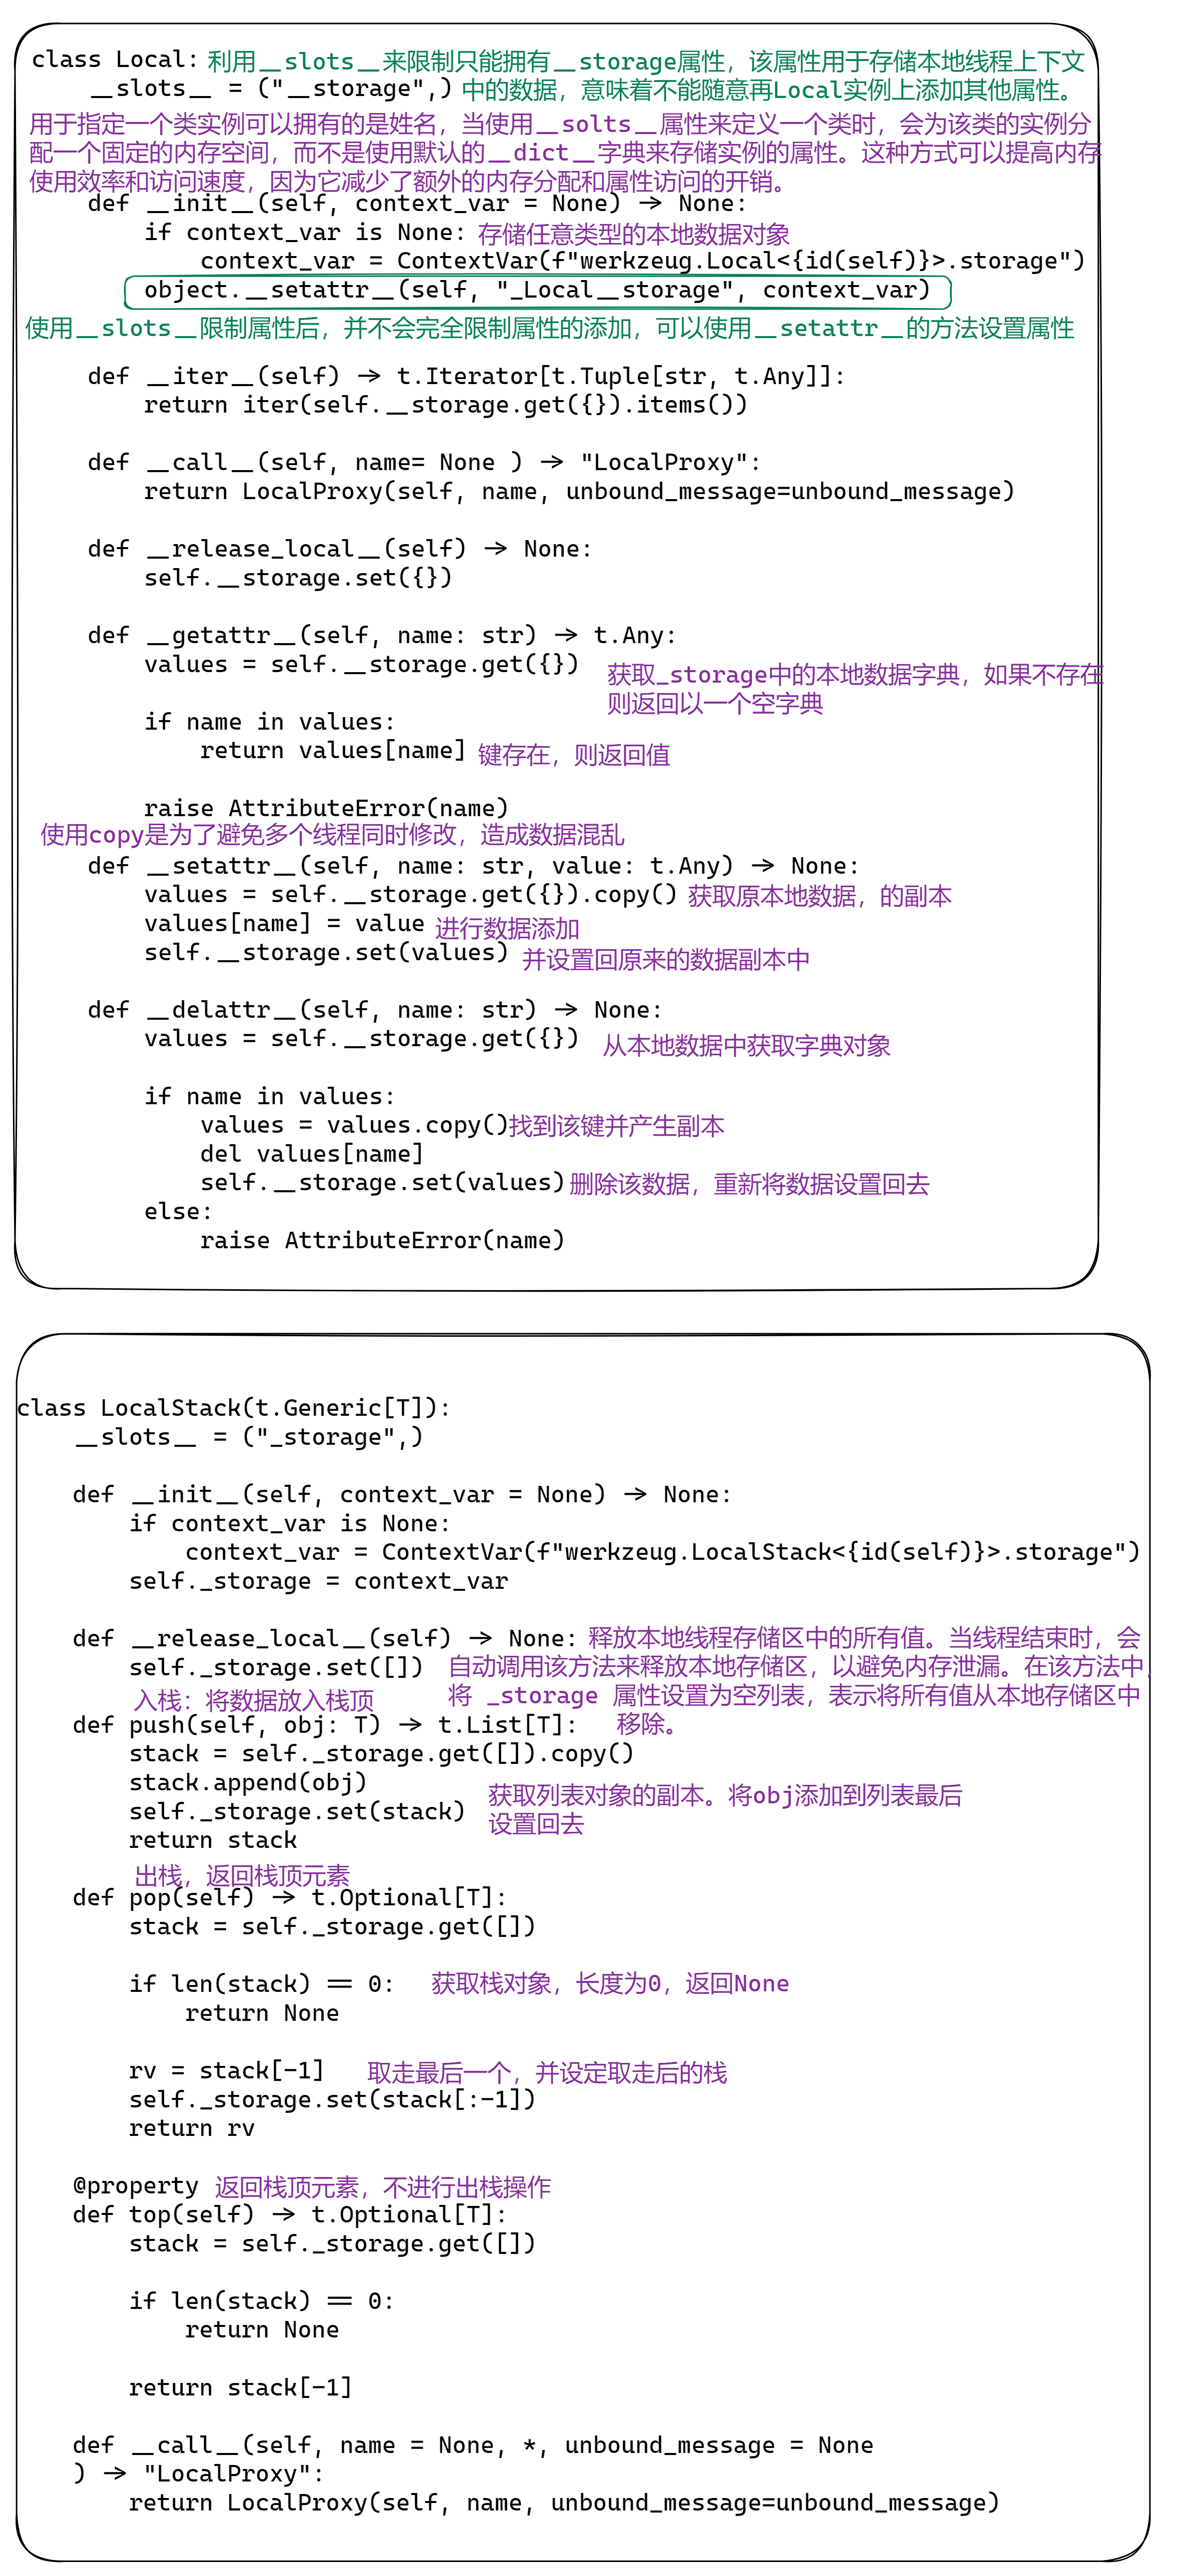 class Local: 利用__slots__来限制只能拥有__storage属性，该属性用于存储本地线程上下文
__slots__ = ("__storage",) 中的数据，意味着不能随意再Local实例上添加其他属性。
用于指定一个类实例可以拥有的是姓名，当使用__solts__属性来定义一个类时，会为该类的实例分
配一个固定的内存空间，而不是使用默认的__dict__字典来存储实例的属性。这种方式可以提高内存
使用效率和访问速度，因为它减少了额外的内存分配和属性访问的开销。
def __init__(self, context_var = None) -> None:
if context_var is None: 存储任意类型的本地数据对象
context_var = ContextVar(f"werkzeug.Local<{id(self)}>.storage")
object.__setattr__(self, "_Local__storage", context_var)
使用__slots__限制属性后，并不会完全限制属性的添加，可以使用__setattr__的方法设置属性
def __iter__(self) -> t.Iterator[t.Tuple[str, t.Any]]:
return iter(self.__storage.get({}).items())
def __call__(self, name= None ) -> "LocalProxy":
return LocalProxy(self, name, unbound_message=unbound_message)
def __release_local__(self) -> None:
self.__storage.set({})
def __getattr__(self, name: str) -> t.Any:
values = self.__storage.get({}) 获取_storage中的本地数据字典，如果不存在
则返回以一个空字典
if name in values:
return values[name] 键存在，则返回值
raise AttributeError(name)
使用copy是为了避免多个线程同时修改，造成数据混乱
def __setattr__(self, name: str, value: t.Any) -> None:
values = self.__storage.get({}).copy() 获取原本地数据，的副本
values[name] = value 进行数据添加
self.__storage.set(values) 并设置回原来的数据副本中
def __delattr__(self, name: str) -> None:
values = self.__storage.get({}) 从本地数据中获取字典对象
if name in values:
values = values.copy()找到该键并产生副本
del values[name]
self.__storage.set(values)删除该数据，重新将数据设置回去
else:
raise AttributeError(name)
class LocalStack(t.Generic[T]):
__slots__ = ("_storage",)
def __init__(self, context_var = None) -> None:
if context_var is None:
context_var = ContextVar(f"werkzeug.LocalStack<{id(self)}>.storage")
self._storage = context_var
def __release_local__(self) -> None: 释放本地线程存储区中的所有值。当线程结束时，会
self._storage.set([]) 自动调用该方法来释放本地存储区，以避免内存泄漏。在该方法中，
入栈：将数据放入栈顶 将 _storage 属性设置为空列表，表示将所有值从本地存储区中
def push(self, obj: T) -> t.List[T]: 移除。
stack = self._storage.get([]).copy()
stack.append(obj) 获取列表对象的副本。将obj添加到列表最后
self._storage.set(stack) 设置回去
return stack
出栈，返回栈顶元素
def pop(self) -> t.Optional[T]:
stack = self._storage.get([])
if len(stack) == 0: 获取栈对象，长度为0，返回None
return None
rv = stack[-1] 取走最后一个，并设定取走后的栈
self._storage.set(stack[:-1])
return rv
@property 返回栈顶元素，不进行出栈操作
def top(self) -> t.Optional[T]:
stack = self._storage.get([])
if len(stack) == 0:
return None
return stack[-1]
def __call__(self, name = None, *, unbound_message = None
) -> "LocalProxy":
return LocalProxy(self, name, unbound_message=unbound_message)